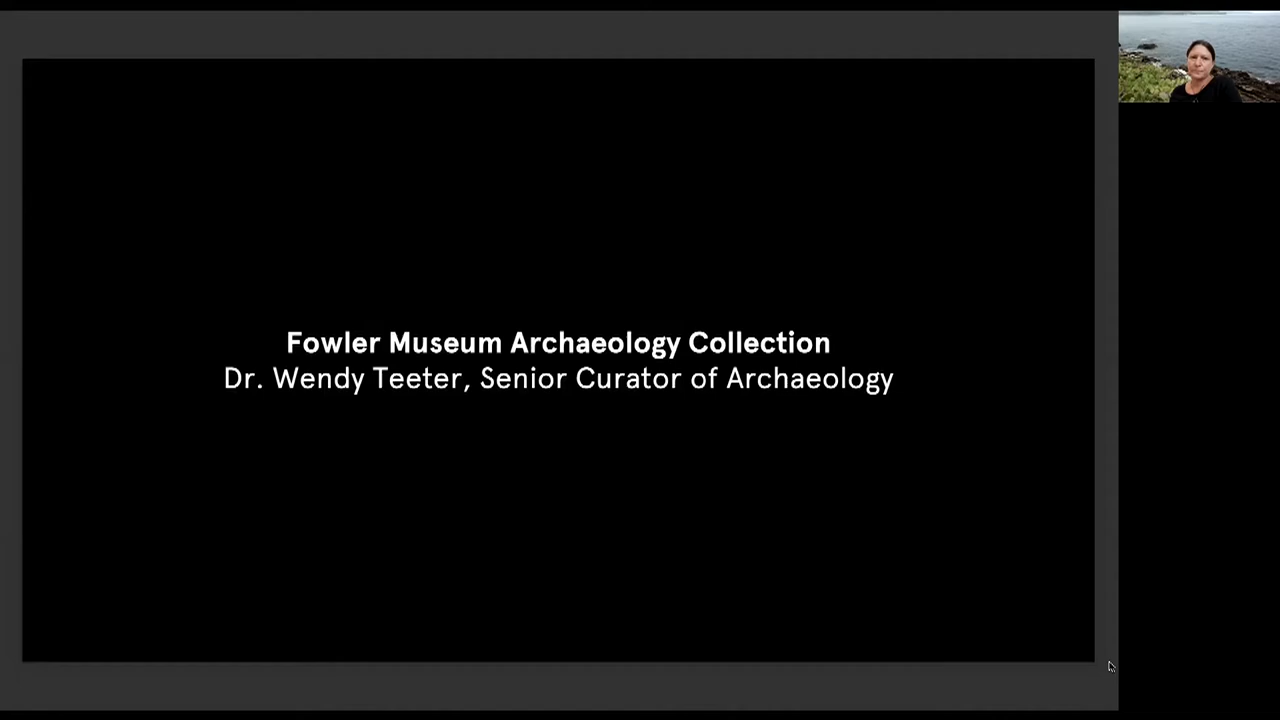 Fowler Museum Archaeology Collection
Dr. Wendy Teeter, Senior Curator of Archaeology